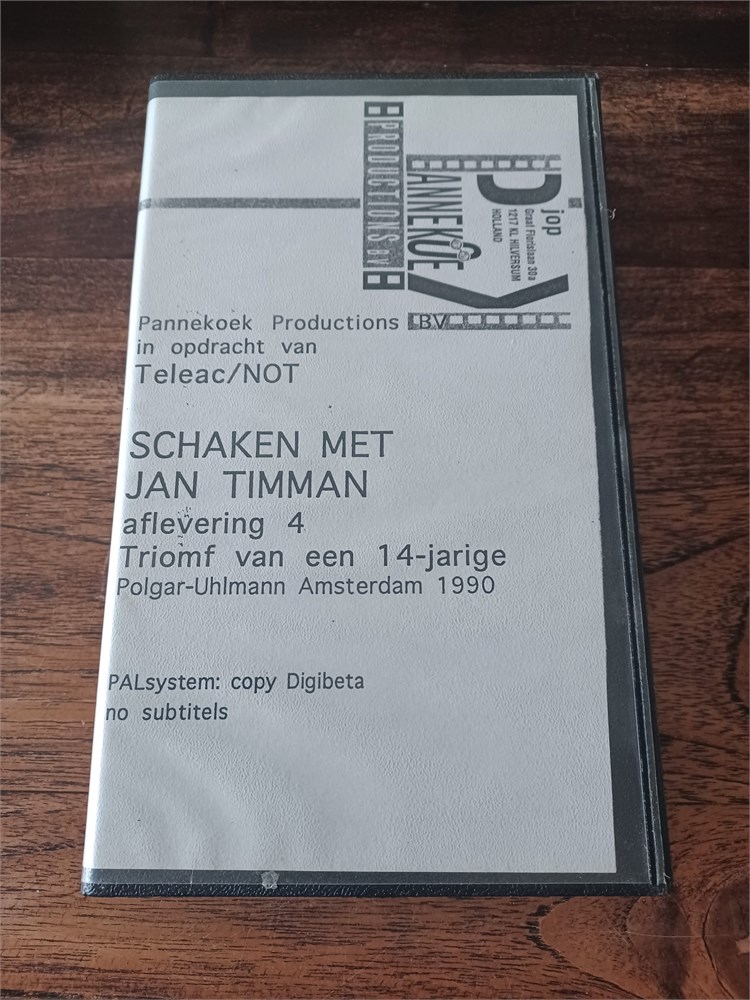 PRODUCTIONS BV
PANNEKOEK
jop
Graaf Florislaan 30a
1217 KL HILVERSUM
HOLLAND
Pannekoek Productions BV
in opdracht van
Teleac/NOT
SCHAKEN MET
JAN TIMMAN
aflevering 4
Triomf van een 14-jarige
Polgar-Uhlmann Amsterdam 1990
PALsystem: copy Digibeta
no subtitels